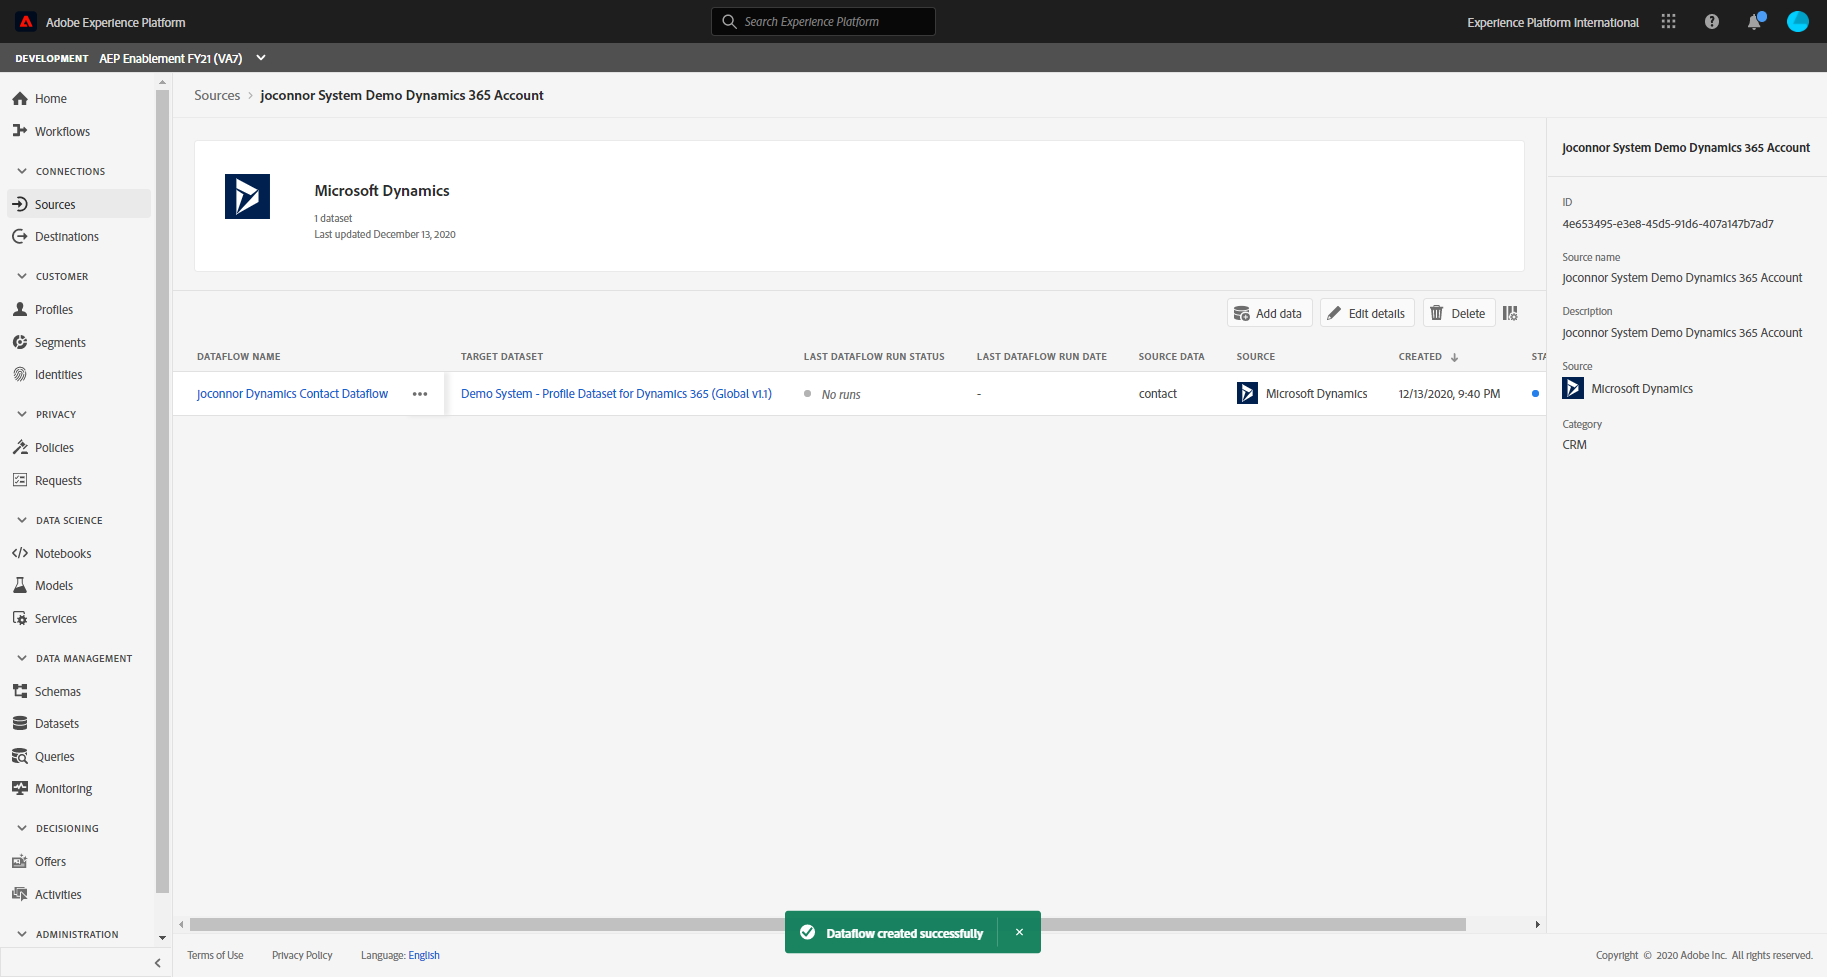 Adobe Experience Platform
Search Experience Platform
Experience Platform International
DEVELOPMENT AEP Enablement FY21 (VA7)
Home
Workflows
CONNECTIONS
Sources
Destinations
CUSTOMER
Profiles
Segments
Identities
PRIVACY
Policies
Requests
DATA SCIENCE
Notebooks
Models
Services
DATA MANAGEMENT
Schemas
Datasets
Queries
Monitoring
DECISIONING
Offers
Activities
ADMINISTRATION
Sources > joconnor System Demo Dynamics 365 Account
Microsoft Dynamics
1 dataset
Last updated December 13, 2020
Add data Edit details Delete
DATAFLOW NAME TARGET DATASET LAST DATAFLOW RUN STATUS LAST DATAFLOW RUN DATE SOURCE DATA SOURCE CREATED STA
joconnor Dynamics Contact Dataflow ••• Demo System - Profile Dataset for Dynamics 365 (Global v1.1) No runs - contact Microsoft Dynamics 12/13/2020, 9:40 PM
joconnor System Demo Dynamics 365 Account
ID
4e653495-e3e8-45d5-91d6-407a147b7ad7
Source name
joconnor System Demo Dynamics 365 Account
Description
joconnor System Demo Dynamics 365 Account
Source
Microsoft Dynamics
Category
CRM
Dataflow created successfully
Terms of Use Privacy Policy Language: English
Copyright © 2020 Adobe Inc. All rights reserved.